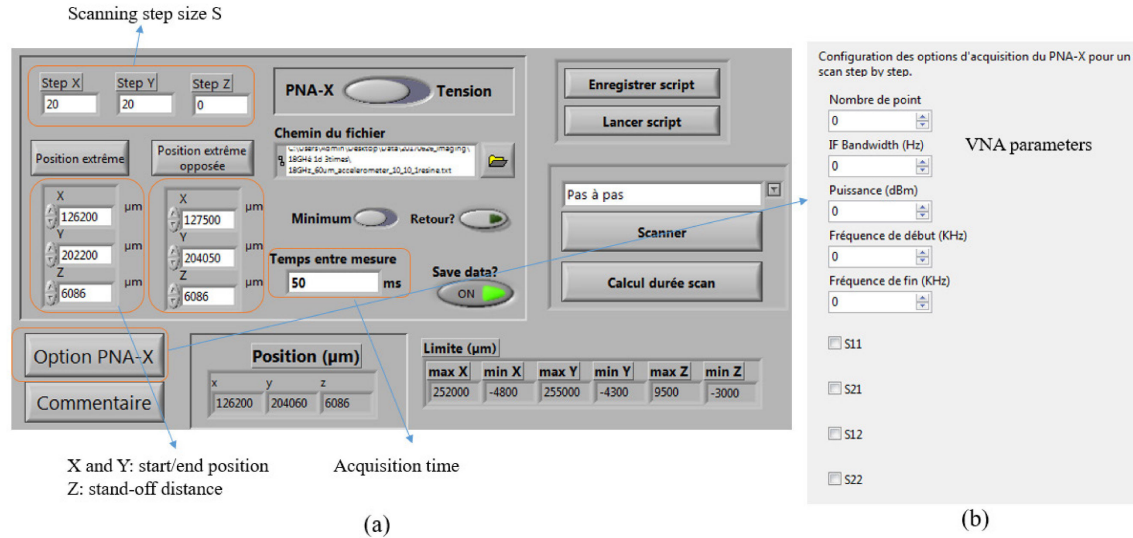 Scanning step size S
Step X
Step Y
Step Z
20
20
0
PNA-X
Tension
Position extrême
Position extrême
opposée
Chemin du fichier
18GHé 1d 3times\
18GHz_60um_accelerometer_10_10_1resine.txt
X
126200
µm
Y
202200
µm
Z
6086
µm
X
127500
µm
Y
204050
µm
Z
6086
µm
Minimum
Retour?
Temps entre mesure
50
ms
Save data?
ON
Enregistrer script
Lancer script
Pas à pas
Scanner
Calcul durée scan
Option PNA-X
Commentaire
Position (µm)
x
y
z
126200
204060
6086
Limite (µm)
max X
min X
max Y
min Y
max Z
min Z
252000
-4800
255000
-4300
9500
-3000
X and Y: start/end position
Z: stand-off distance
Acquisition time
(a)
Configuration des options d'acquisition du PNA-X pour un
scan step by step.
Nombre de point
0
IF Bandwidth (Hz)
0
VNA parameters
Puissance (dBm)
0
Fréquence de début (KHz)
0
Fréquence de fin (KHz)
0
S11
S21
S12
S22
(b)